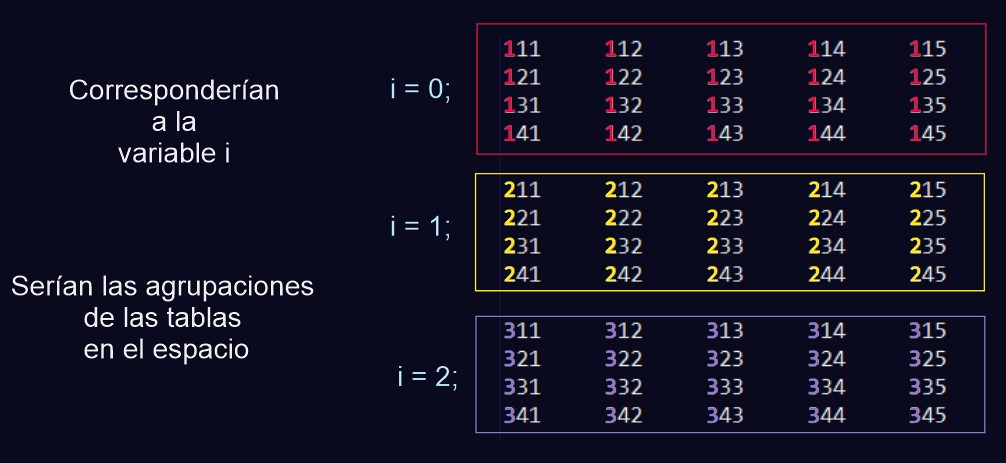 Corresponderían
a la
variable i
Serían las agrupaciones
de las tablas
en el espacio
i = 0;
111 112 113 114 115
121 122 123 124 125
131 132 133 134 135
141 142 143 144 145
i = 1;
211 212 213 214 215
221 222 223 224 225
231 232 233 234 235
241 242 243 244 245
i = 2;
311 312 313 314 315
321 322 323 324 325
331 332 333 334 335
341 342 343 344 345